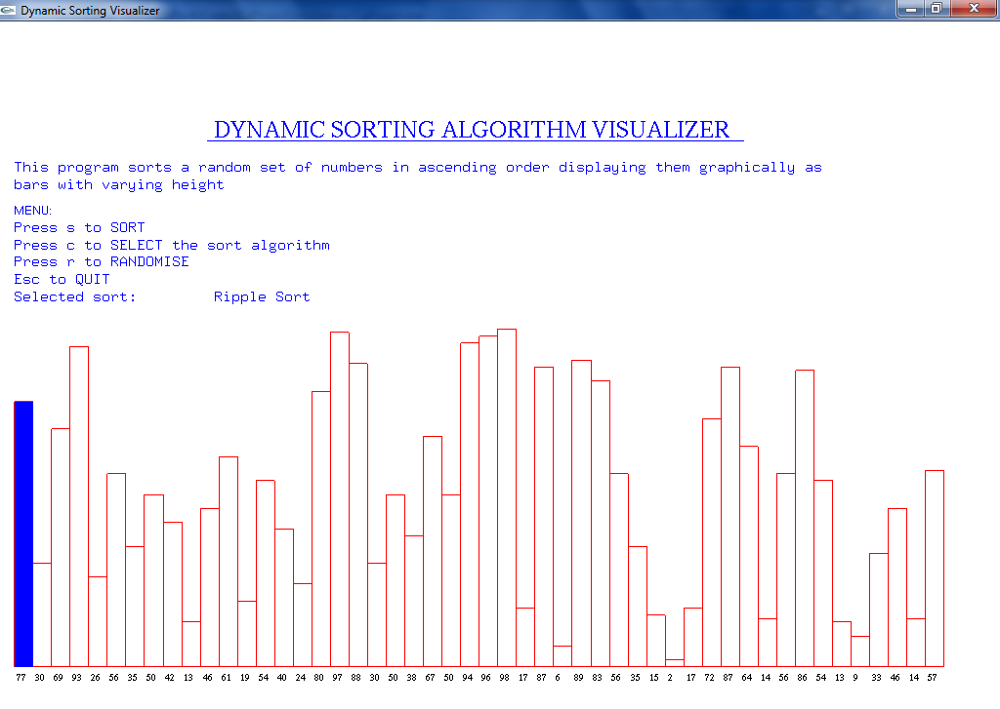 Dynamic Sorting Visualizer
DYNAMIC SORTING ALGORITHM VISUALIZER
This program sorts a random set of numbers in ascending order displaying them graphically as
bars with varying height
MENU:
Press s to SORT
Press c to SELECT the sort algorithm
Press r to RANDOMISE
Esc to QUIT
Selected sort: Ripple Sort
77 30 69 93 26 56 35 50 42 13 46 61 19 54 40 24 80 97 88 30 50 38 67 50 94 96 98 17 87 6 89 83 56 35 15 2 17 72 87 64 14 56 86 54 13 9 33 46 14 57